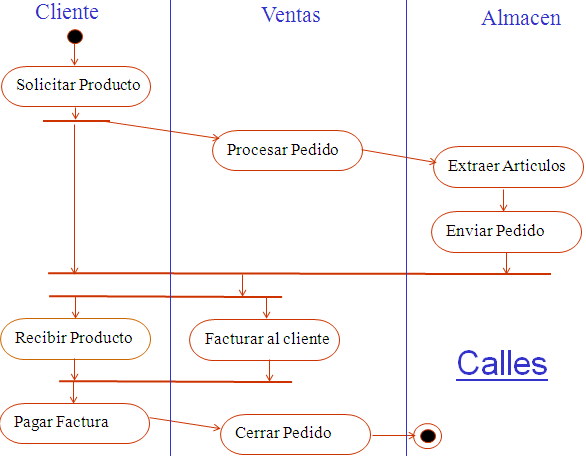 Cliente
Ventas
Almacen
Solicitar Producto
Procesar Pedido
Extraer Articulos
Enviar Pedido
Recibir Producto
Facturar al cliente
Calles
Pagar Factura
Cerrar Pedido